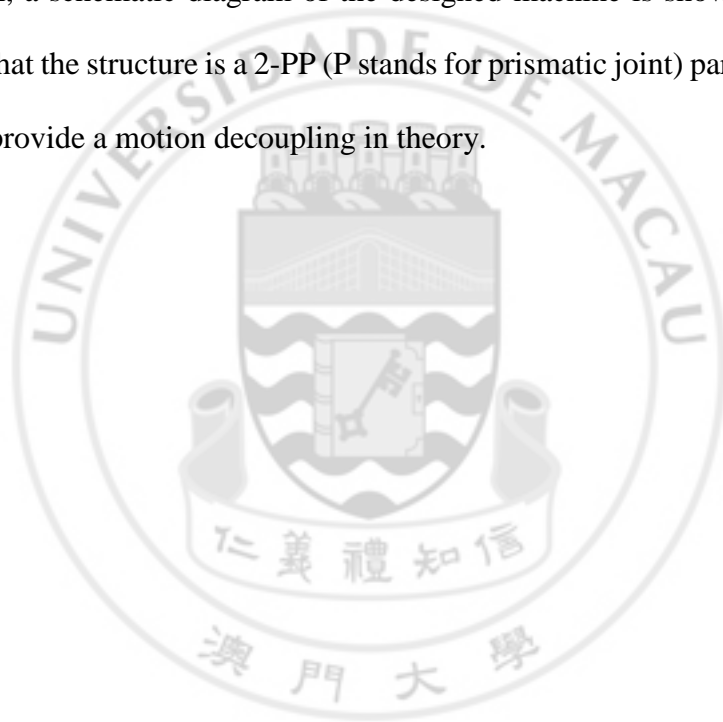 , a schematic diagram of the designed machine is show
hat the structure is a 2-PP (P stands for prismatic joint) par
provide a motion decoupling in theory.
UNIVERSIDADE DE MACAU
仁義禮知信
澳門大學